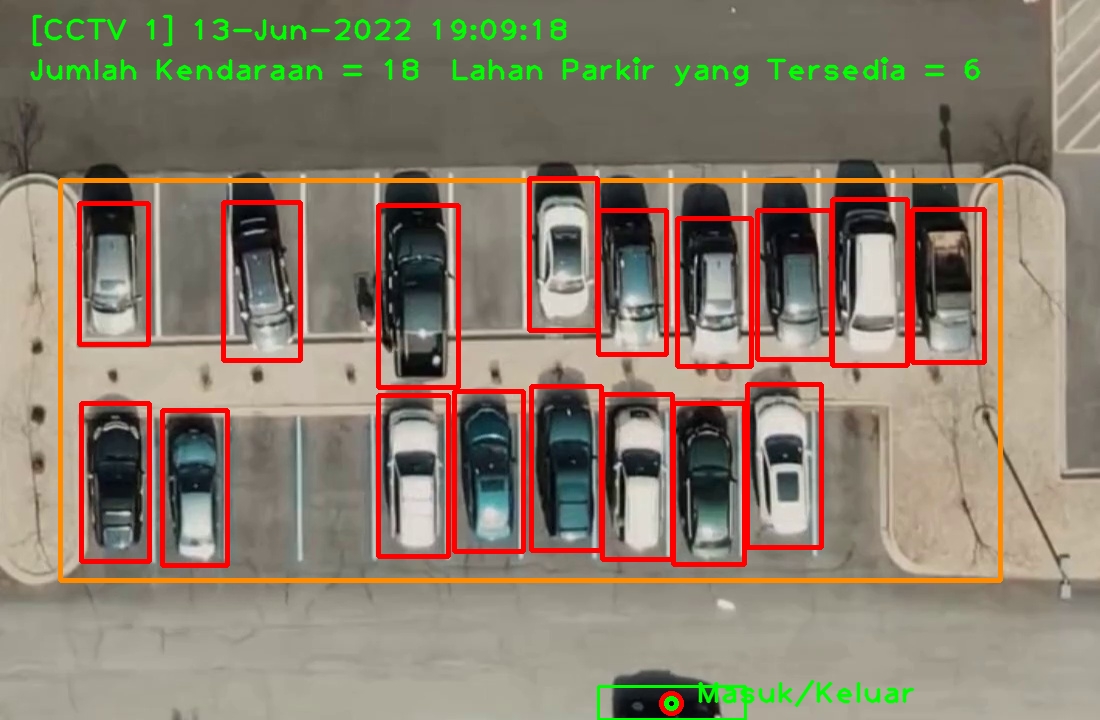 [CCTV 1] 13-Jun-2022 19:09:18
Jumlah Kendaraan = 18 Lahan Parkir yang Tersedia = 6
Masuk/Keluar